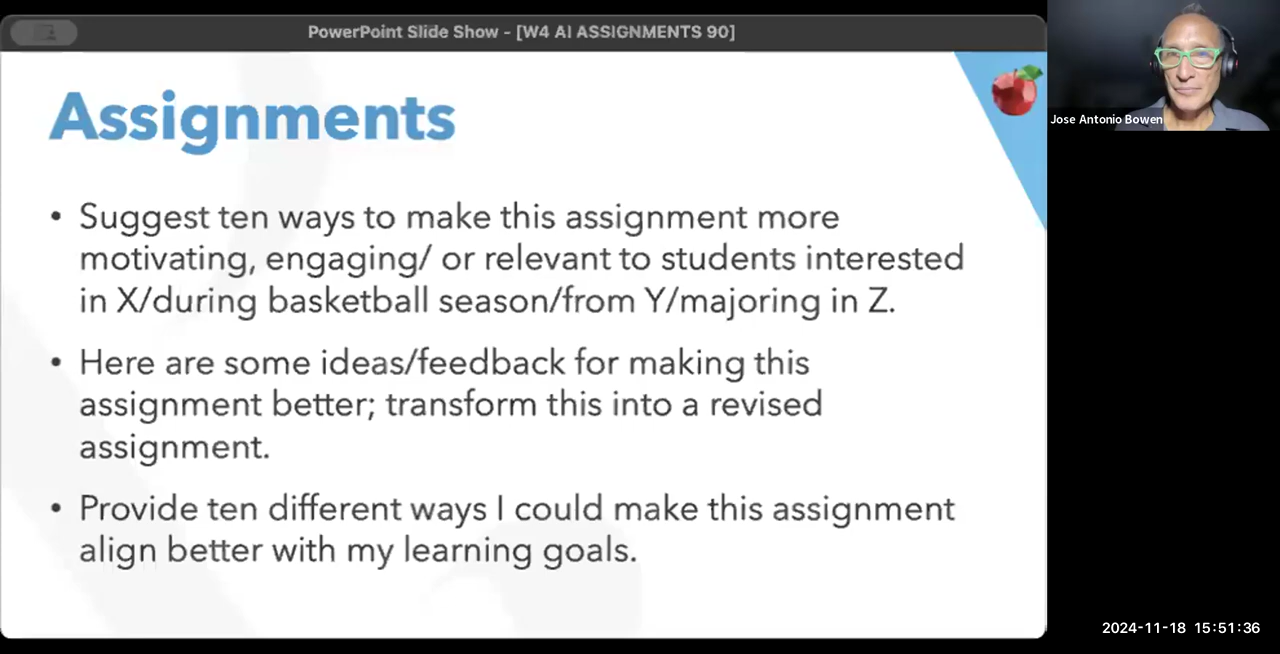 PowerPoint Slide Show - [W4 AI ASSIGNMENTS 90]
Assignments
• Suggest ten ways to make this assignment more
motivating, engaging/ or relevant to students interested
in X/during basketball season/from Y/majoring in Z.
• Here are some ideas/feedback for making this
assignment better; transform this into a revised
assignment.
• Provide ten different ways I could make this assignment
align better with my learning goals.
Jose Antonio Bowen
2024-11-18 15:51:36